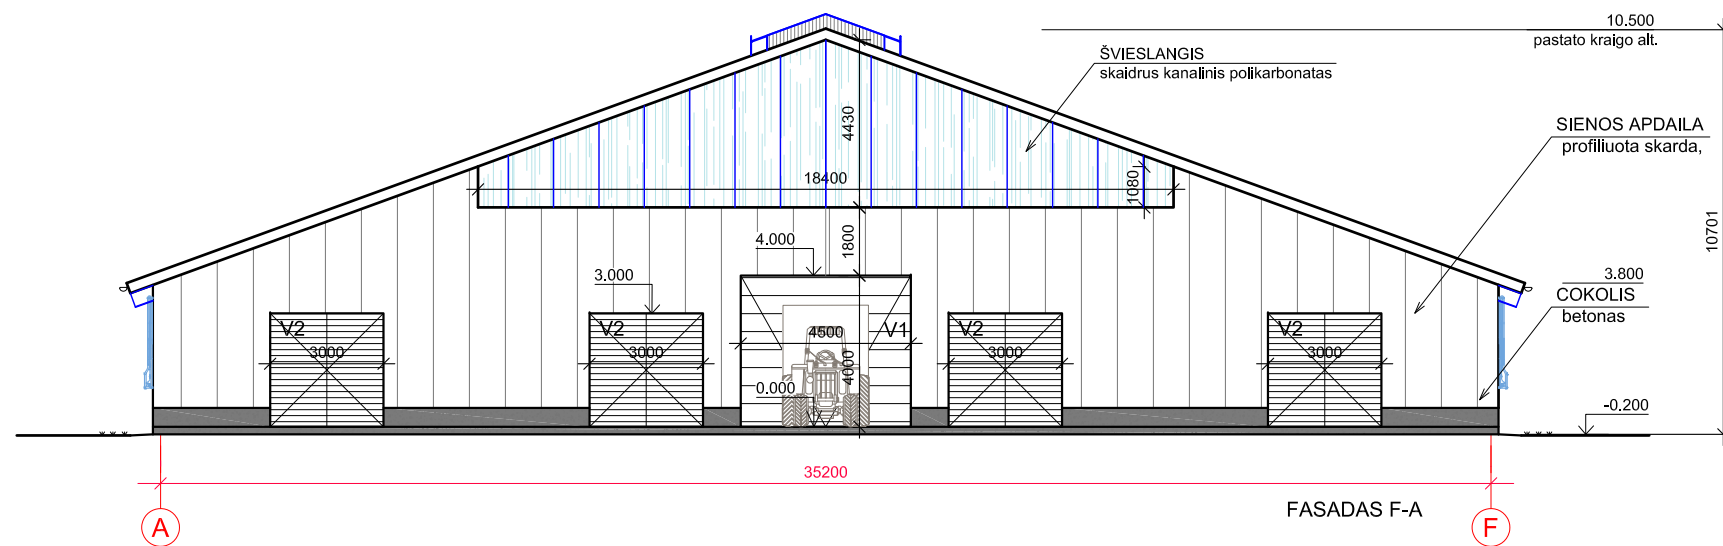 10.500
pastato kraigo alt.
ŠVIESLANGIS
skaidrus kanalinis polikarbonatas
4430
SIENOS APDAILA
profiliuota skarda,
18400
1080
10701
4.000
1800
3.000
3.800
COKOLIS
betonas
V2
V2
V1
V2
V2
4500
3000
3000
3000
3000
4000
0.000
-0.200
35200
FASADAS F-A
A
F